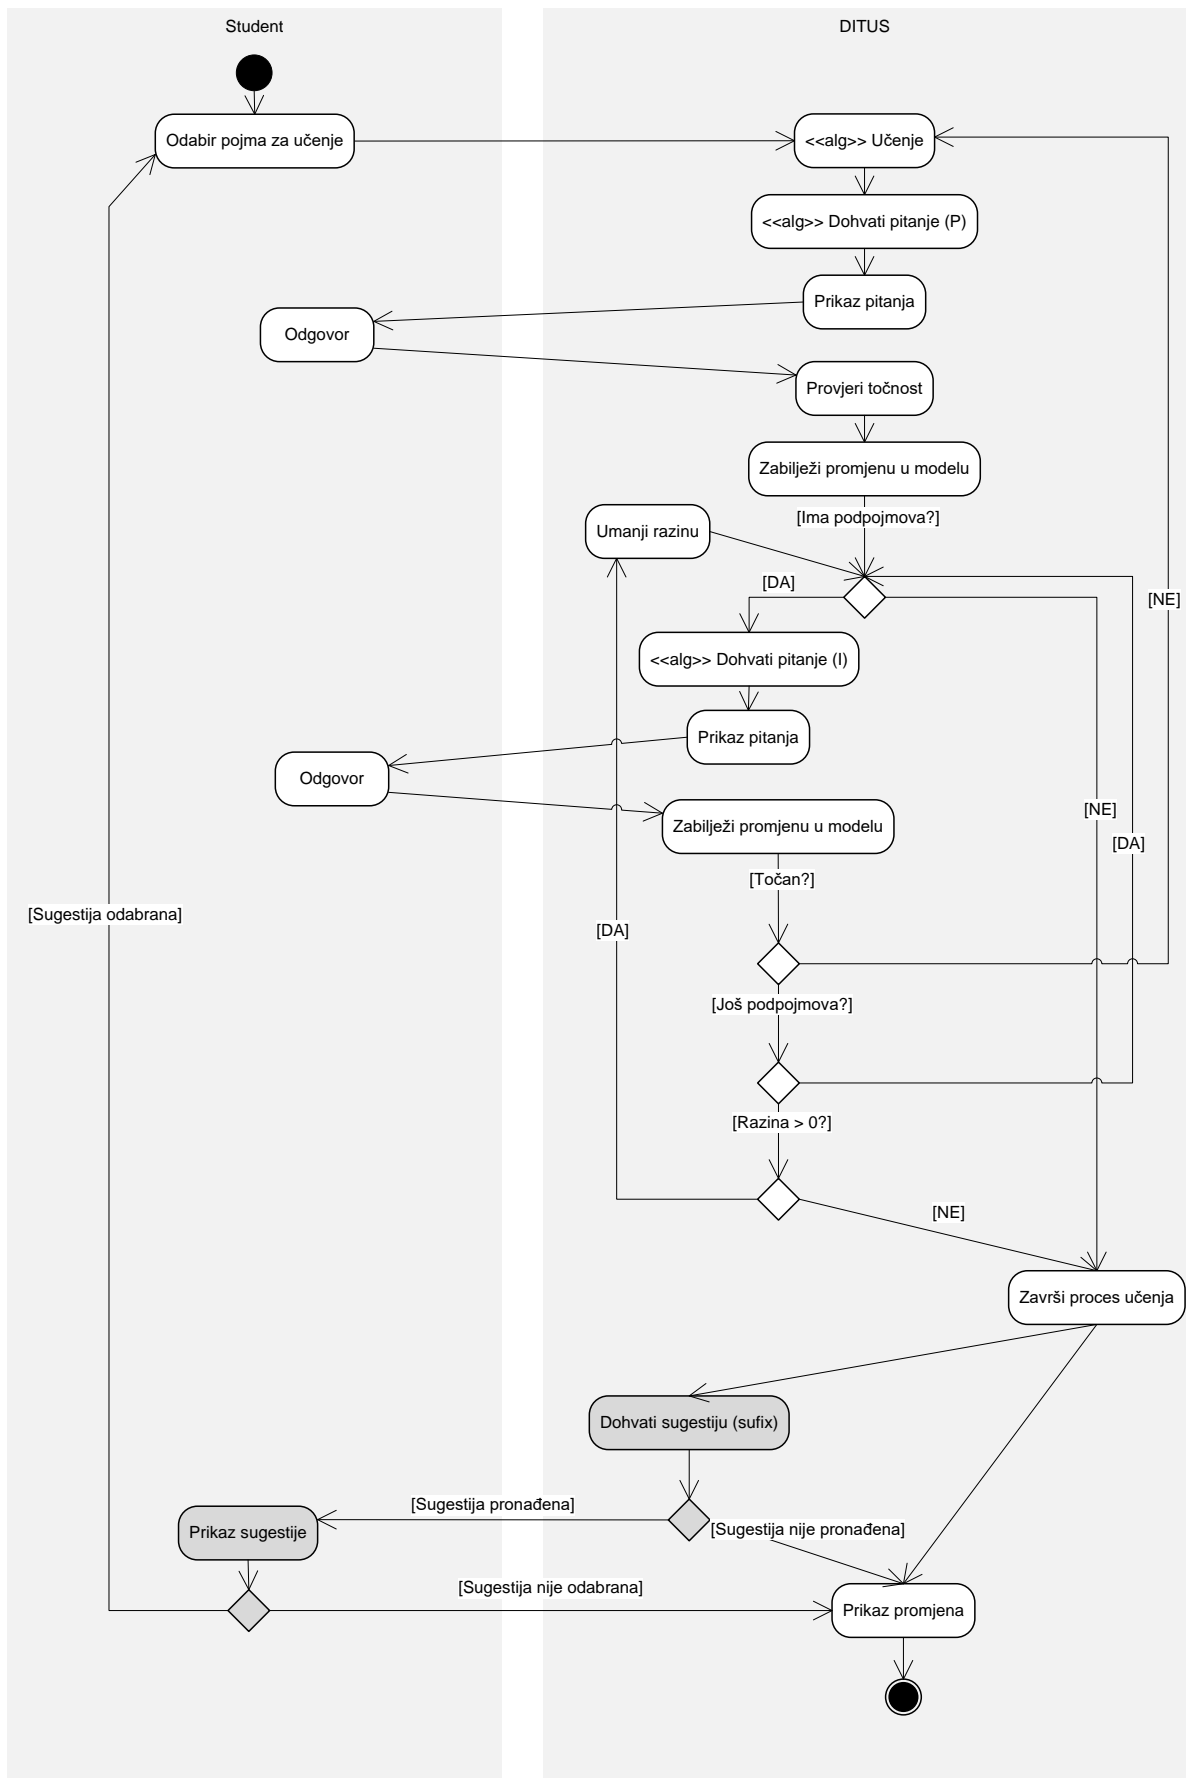 Student
DITUS
Odabir pojma za učenje
<<alg>> Učenje
<<alg>> Dohvati pitanje (P)
Prikaz pitanja
Odgovor
Provjeri točnost
Zabilježi promjenu u modelu
[Ima podpojmova?]
Umanji razinu
[DA]
[NE]
<<alg>> Dohvati pitanje (I)
Prikaz pitanja
Odgovor
[NE]
Zabilježi promjenu u modelu
[DA]
[Točan?]
[Sugestija odabrana]
[DA]
[Još podpojmova?]
[Razina > 0?]
[NE]
Završi proces učenja
Dohvati sugestiju (sufix)
[Sugestija pronađena]
[Sugestija nije pronađena]
Prikaz sugestije
[Sugestija nije odabrana]
Prikaz promjena